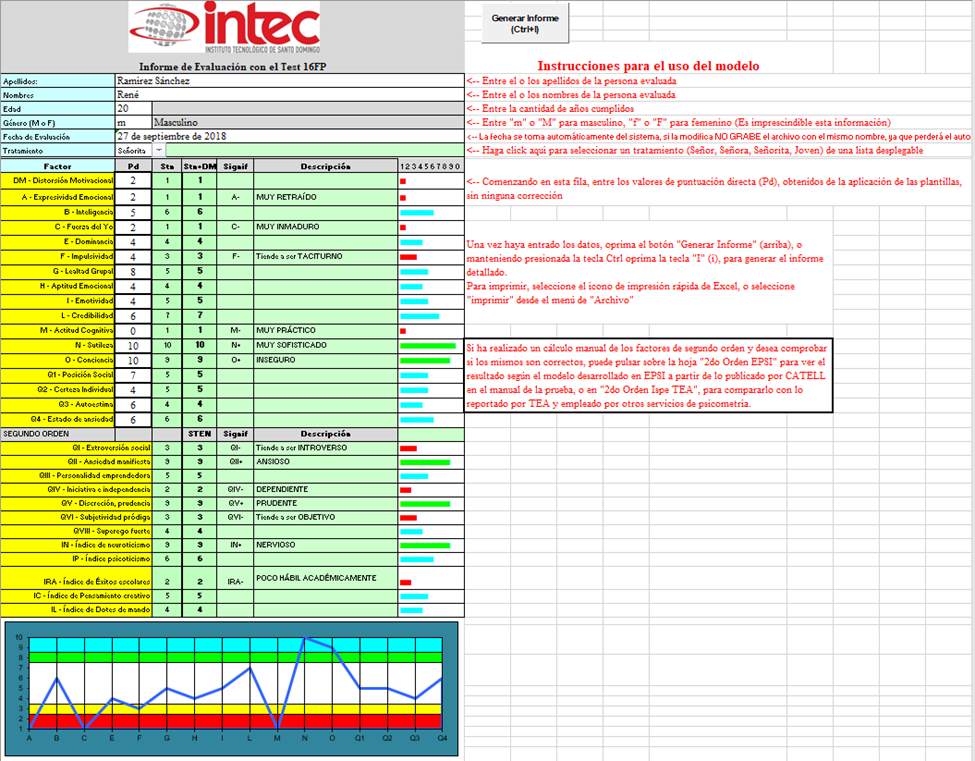 intec
INSTITUTO TECNOLÓGICO DE SANTO DOMINGO
Generar Informe
(Ctrl+I)
Informe de Evaluación con el Test 16FP
Instrucciones para el uso del modelo
Apellidos: Ramirez Sánchez <-- Entre el o los apellidos de la persona evaluada
Nombres René <-- Entre el o los nombres de la persona evaluada
Edad 20 <-- Entre la cantidad de años cumplidos
Género (M o F) m Masculino <-- Entre "m" o "M" para masculino, "f" o "F" para femenino (Es imprescindible esta información)
Fecha de Evaluación 27 de septiembre de 2018 <-- La fecha se toma automáticamente del sistema, si la modifica NO GRABE el archivo con el mismo nombre, ya que perderá el auto
Tratamiento Señorita <-- Haga click aqui para seleccionar un tratamiento (Señor, Señora, Señorita, Joven) de una lista desplegable
Factor Pd Sta Sta+DM Signif Descripción 1 2 3 4 5 6 7 8 9 0
DM - Distorsión Motivacional 2 1 1
<-- Comenzando en esta fila, entre los valores de puntuación directa (Pd), obtenidos de la aplicación de las plantillas,
sin ninguna corrección
A - Expresividad Emocional 2 1 1 A- MUY RETRAÍDO
B - Inteligencia 5 6 6
C - Fuerza del Yo 2 1 1 C- MUY INMADURO
E - Dominancia 4 4 4
F - Impulsividad 4 3 3 F- Tiende a ser TACITURNO
G - Lealtad Grupal 8 5 5
H - Aptitud Emocional 4 4 4
I - Emotividad 4 5 5
L - Credibilidad 6 7 7
M - Actitud Cognitiva 0 1 1 M- MUY PRÁCTICO
N - Sutileza 10 10 10 N+ MUY SOFISTICADO
O - Conciencia 10 9 9 O+ INSEGURO
Q1 - Posición Social 7 5 5
Q2 - Certeza Individual 4 5 5
Q3 - Autoestima 6 4 4
Q4 - Estado de ansiedad 6 6 6
Una vez haya entrado los datos, oprima el botón "Generar Informe" (arriba), o
manteniendo presionada la tecla Ctrl oprima la tecla "I" (i), para generar el informe
detallado.
Para imprimir, seleccione el icono de impresión rápida de Excel, o seleccione
"imprimir" desde el menú de "Archivo"
Si ha realizado un cálculo manual de los factores de segundo orden y desea comprobar
si los mismos son correctos, puede pulsar sobre la hoja "2do Orden EPSI" para ver el
resultado según el modelo desarrollado en EPSI a partir de lo publicado por CATELL
en el manual de la prueba, o en "2do Orden Ispe TEA", para compararlo con lo
reportado por TEA y empleado por otros servicios de psicometría.
SEGUNDO ORDEN STEN Signif Descripción
QI - Extroversión social 3 3 QI- Tiende a ser INTROVERSO
QII - Ansiedad manifiesta 9 9 QII+ ANSIOSO
QIII - Personalidad emprendedora 5 5
QIV - Iniciativa e independencia 2 2 QIV- DEPENDIENTE
QV - Discreción, prudencia 9 9 QV+ PRUDENTE
QVI - Subjetividad pródiga 3 3 QVI- Tiende a ser OBJETIVO
QVIII - Superego fuerte 4 4
IN - Índice de neuroticismo 9 9 IN+ NERVIOSO
IP - Índice psicoticismo 6 6
IRA - Índice de Éxitos escolares 2 2 IRA- POCO HÁBIL ACADÉMICAMENTE
IC - Índice de Pensamiento creativo 5 5
IL - Índice de Dotes de mando 4 4
10
9
8
7
6
5
4
3
2
1
A B C E F G H I L M N O Q1 Q2 Q3 Q4